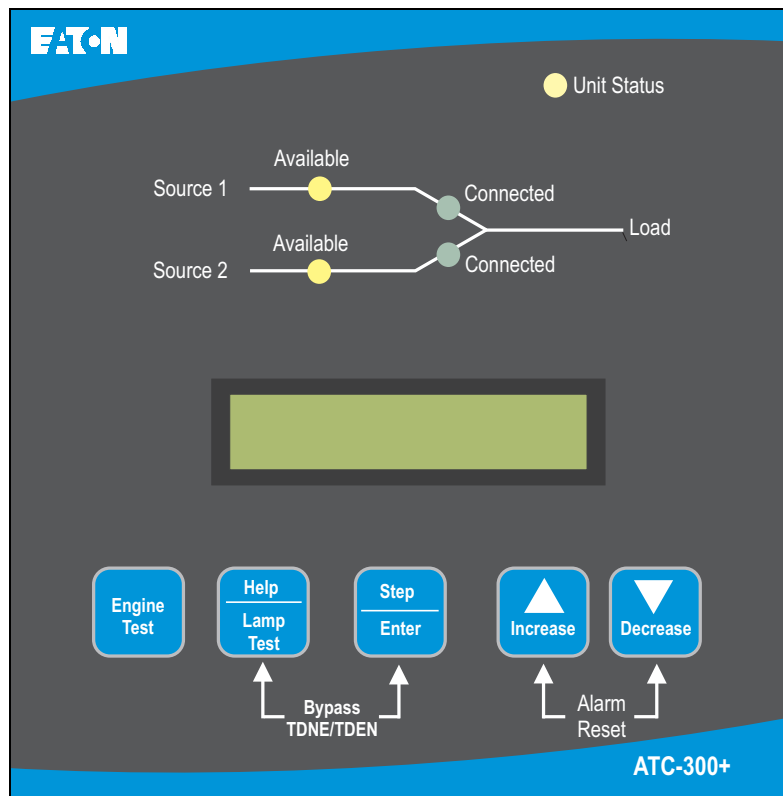 EATON
Unit Status
Available
Source 1
Connected
Load
Available
Source 2
Connected
Engine
Test
Help
Lamp
Test
Step
Enter
Increase
Decrease
Bypass
TDNE/TDEN
Alarm
Reset
ATC-300+